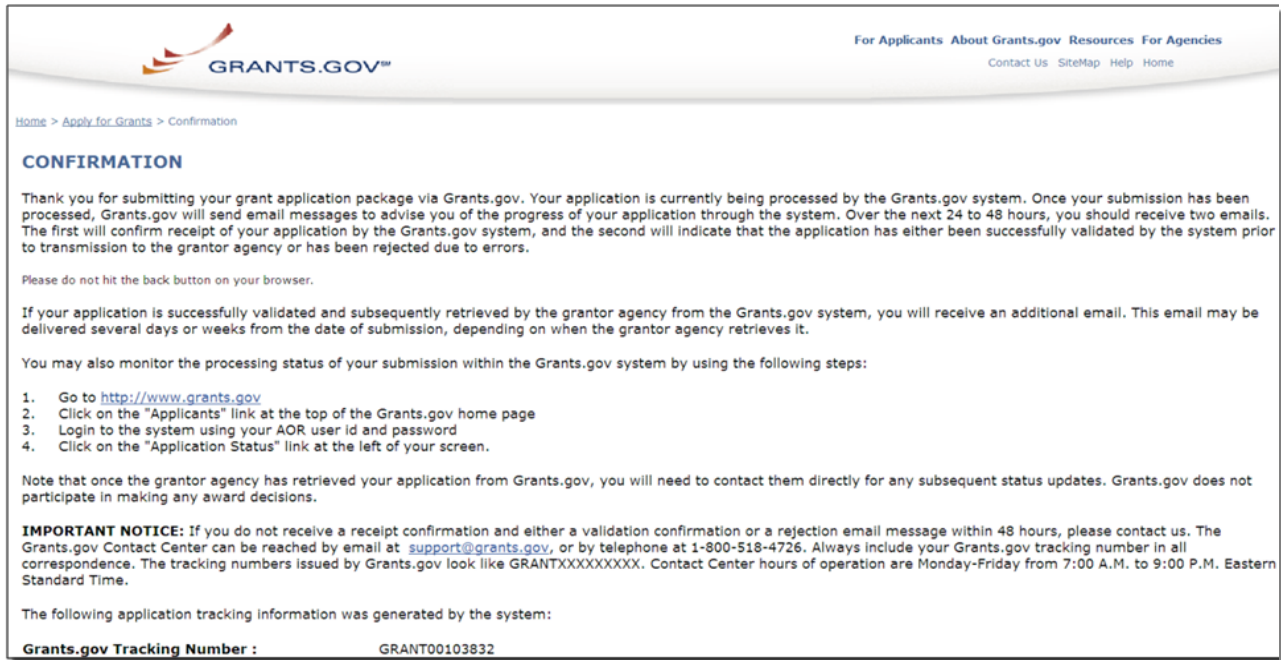 GRANTS.GOV℠
For Applicants About Grants.gov Resources For Agencies
Contact Us SiteMap Help Home
Home > Apply for Grants > Confirmation
CONFIRMATION
Thank you for submitting your grant application package via Grants.gov. Your application is currently being processed by the Grants.gov system. Once your submission has been
processed, Grants.gov will send email messages to advise you of the progress of your application through the system. Over the next 24 to 48 hours, you should receive two emails.
The first will confirm receipt of your application by the Grants.gov system, and the second will indicate that the application has either been successfully validated by the system prior
to transmission to the grantor agency or has been rejected due to errors.
Please do not hit the back button on your browser.
If your application is successfully validated and subsequently retrieved by the grantor agency from the Grants.gov system, you will receive an additional email. This email may be
delivered several days or weeks from the date of submission, depending on when the grantor agency retrieves it.
You may also monitor the processing status of your submission within the Grants.gov system by using the following steps:
1. Go to http://www.grants.gov
2. Click on the "Applicants" link at the top of the Grants.gov home page
3. Login to the system using your AOR user id and password
4. Click on the "Application Status" link at the left of your screen.
Note that once the grantor agency has retrieved your application from Grants.gov, you will need to contact them directly for any subsequent status updates. Grants.gov does not
participate in making any award decisions.
IMPORTANT NOTICE: If you do not receive a receipt confirmation and either a validation confirmation or a rejection email message within 48 hours, please contact us. The
Grants.gov Contact Center can be reached by email at support@grants.gov, or by telephone at 1-800-518-4726. Always include your Grants.gov tracking number in all
correspondence. The tracking numbers issued by Grants.gov look like GRANTXXXXXXXXX. Contact Center hours of operation are Monday-Friday from 7:00 A.M. to 9:00 P.M. Eastern
Standard Time.
The following application tracking information was generated by the system:
Grants.gov Tracking Number : GRANT00103832